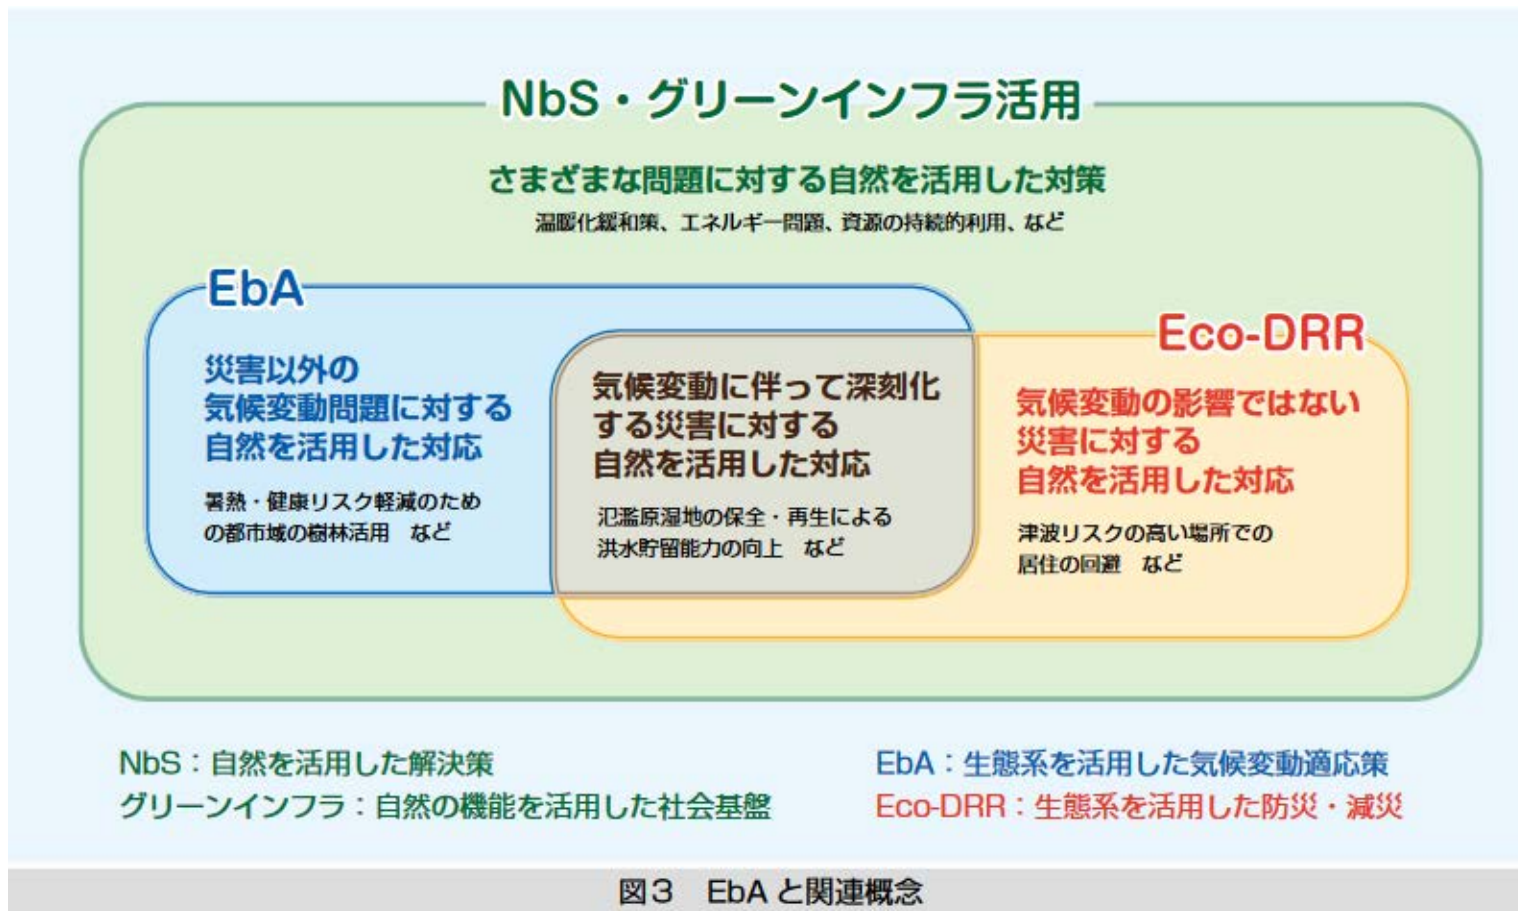 NbS・グリーンインフラ活用
さまざまな問題に対する自然を活用した対策
温暖化緩和策、エネルギー問題、資源の持続的利用、など
EbA
災害以外の
気候変動問題に対する
自然を活用した対応
暑熱・健康リスク軽減のため
の都市域の樹林活用　など
気候変動に伴って深刻化
する災害に対する
自然を活用した対応
氾濫原湿地の保全・再生による
洪水貯留能力の向上　など
Eco-DRR
気候変動の影響ではない
災害に対する
自然を活用した対応
津波リスクの高い場所での
居住の回避　など
NbS：自然を活用した解決策
グリーンインフラ：自然の機能を活用した社会基盤
EbA：生態系を活用した気候変動適応策
Eco-DRR：生態系を活用した防災・減災
図3　EbAと関連概念